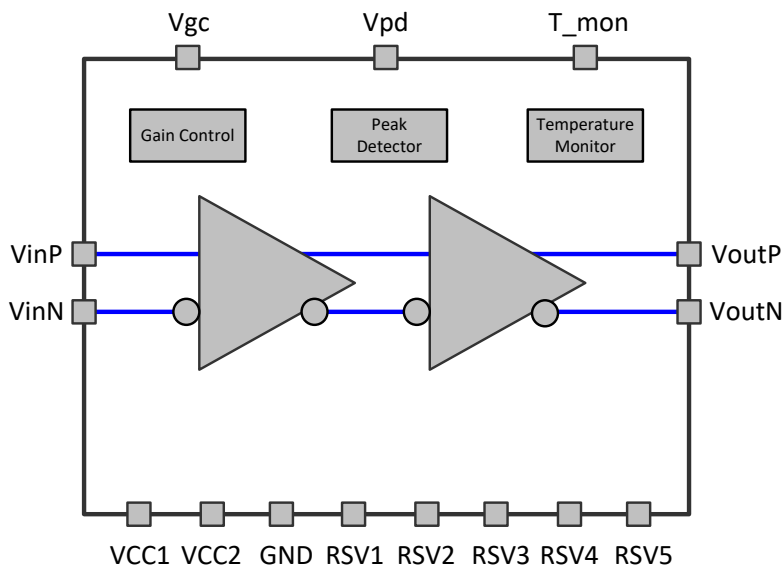 Vgc Vpd T_mon
Gain Control
Peak
Detector
Temperature
Monitor
VinP
VoutP
VinN
VoutN
VCC1 VCC2 GND RSV1 RSV2 RSV3 RSV4 RSV5